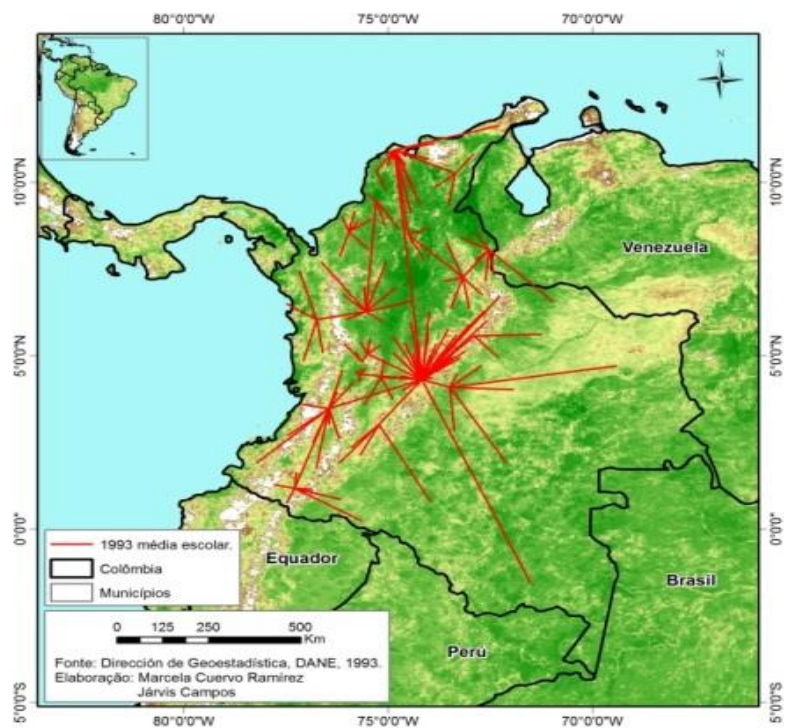 80°0'0"W 75°0'0"W 70°0'0"W
N
10°0'0"N 10°0'0"N
Venezuela
5°0'0"N 5°0'0"N
0°0'0" 0°0'0"
1993 média escolar.
Colômbia
Municípios
Equador
Brasil
Perú
0 125 250 500
Km
Fonte: Dirección de Geoestadística, DANE, 1993.
Elaboração: Marcela Cuervo Ramírez
Járvis Campos
5°0'0"S 5°0'0"S
80°0'0"W 75°0'0"W 70°0'0"W